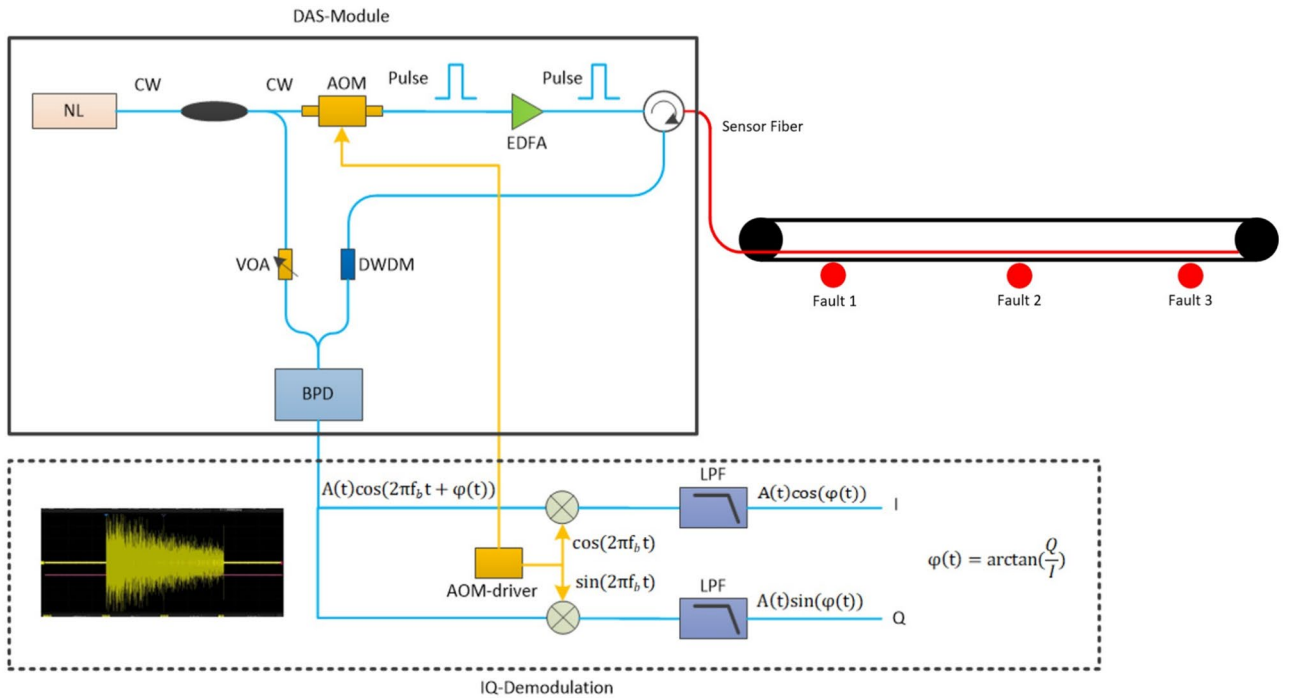 DAS-Module
CW
CW
AOM
Pulse
Pulse
NL
EDFA
Sensor Fiber
VOA
DWDM
Fault 1
Fault 2
Fault 3
BPD
LPF
A(t)cos(2πf_b t + φ(t))
A(t)cos(φ(t))
I
cos(2πf_b t)
φ(t) = arctan(Q/I)
sin(2πf_b t)
AOM-driver
LPF
A(t)sin(φ(t))
Q
IQ-Demodulation